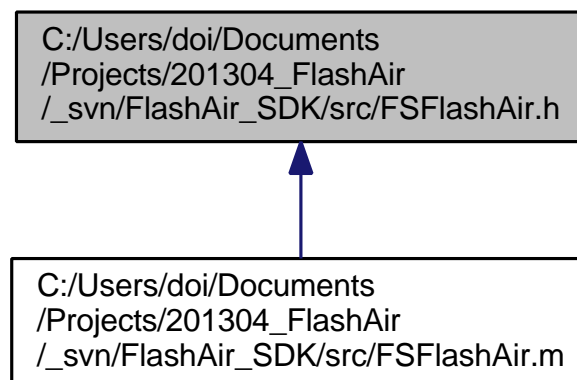 C:/Users/doi/Documents
/Projects/201304_FlashAir
/_svn/FlashAir_SDK/src/FSFlashAir.h
C:/Users/doi/Documents
/Projects/201304_FlashAir
/_svn/FlashAir_SDK/src/FSFlashAir.m